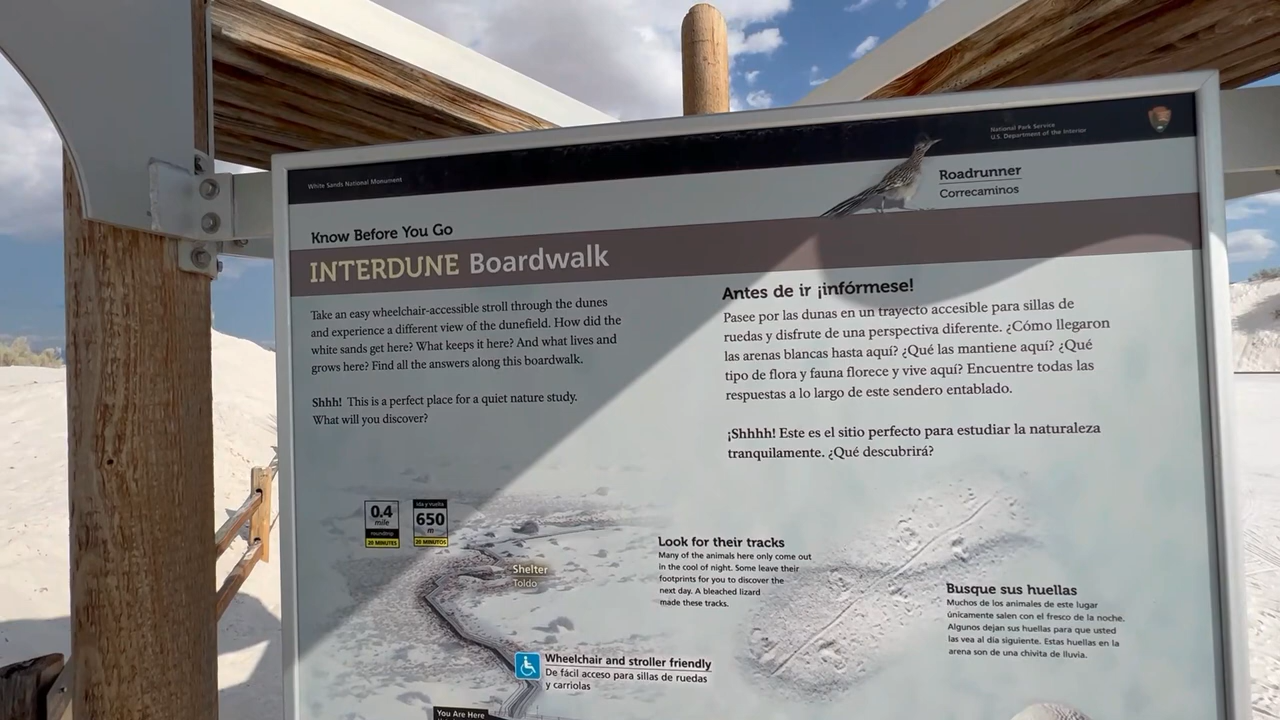 White Sands National Monument
National Park Service
U.S. Department of the Interior
Roadrunner
Correcaminos
Know Before You Go
INTERDUNE Boardwalk
Take an easy wheelchair-accessible stroll through the dunes
and experience a different view of the dunefield. How did the
white sands get here? What keeps it here? And what lives and
grows here? Find all the answers along this boardwalk.
Shhh! This is a perfect place for a quiet nature study.
What will you discover?
Antes de ir ¡infórmese!
Pasee por las dunas en un trayecto accesible para sillas de
ruedas y disfrute de una perspectiva diferente. ¿Cómo llegaron
las arenas blancas hasta aquí? ¿Qué las mantiene aquí? ¿Qué
tipo de flora y fauna florece y vive aquí? Encuentre todas las
respuestas a lo largo de este sendero entablado.
¡Shhhh! Este es el sitio perfecto para estudiar la naturaleza
tranquilamente. ¿Qué descubrirá?
0.4
mile
roundtrip
20 MINUTES
ida y vuelta
650
m
20 MINUTOS
Shelter
Toldo
Look for their tracks
Many of the animals here only come out
in the cool of night. Some leave their
footprints for you to discover the
next day. A bleached lizard
made these tracks.
Busque sus huellas
Muchos de los animales de este lugar
únicamente salen con el fresco de la noche.
Algunos dejan sus huellas para que usted
las vea al día siguiente. Estas huellas en la
arena son de una chivita de lluvia.
Wheelchair and stroller friendly
De fácil acceso para sillas de ruedas
y carriolas
You Are Here